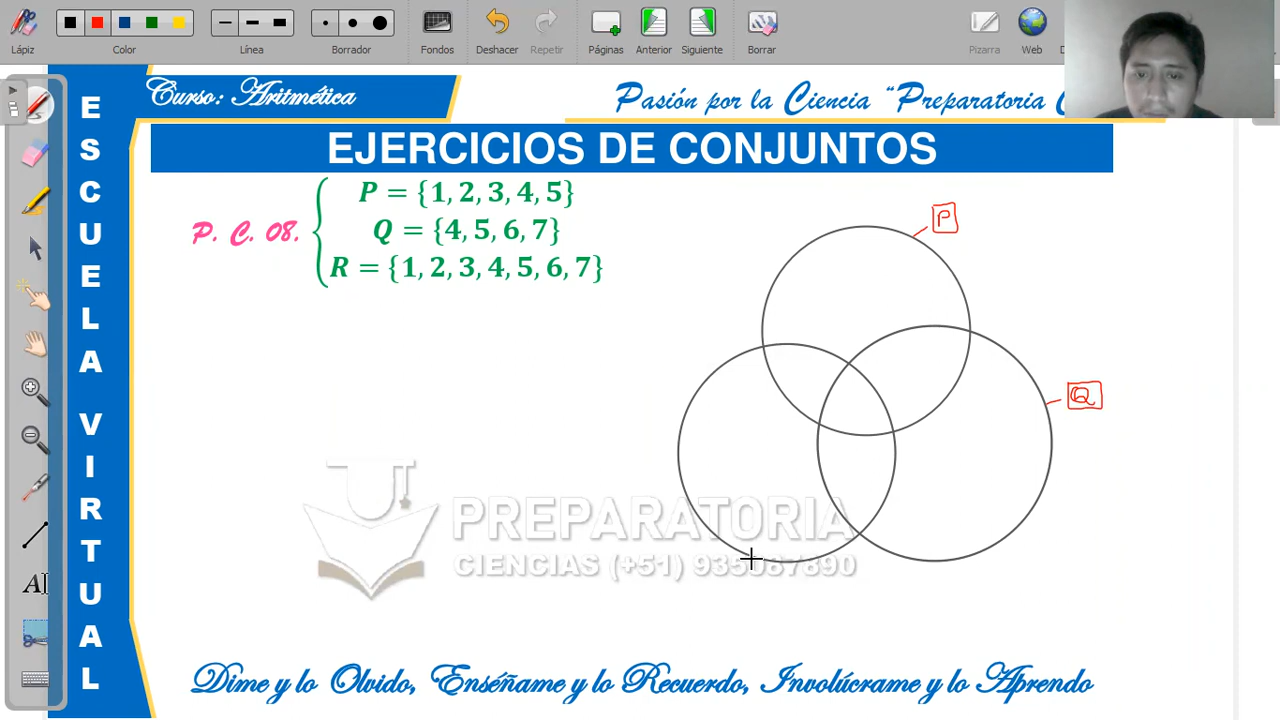 Lápiz
Color
Línea
Borrador
Fondos
Deshacer
Repetir
Páginas
Anterior
Siguiente
Borrar
Pizarra
Web
Curso: Aritmética
Pasión por la Ciencia "Preparatoria C
ESCUELA VIRTUAL
EJERCICIOS DE CONJUNTOS
P. C. 08.
P = {1, 2, 3, 4, 5}
Q = {4, 5, 6, 7}
R = {1, 2, 3, 4, 5, 6, 7}
P
Q
PREPARATORIA
CIENCIAS (+51) 935087890
Dime y lo Olvido, Enséñame y lo Recuerdo, Involúcrame y lo Aprendo